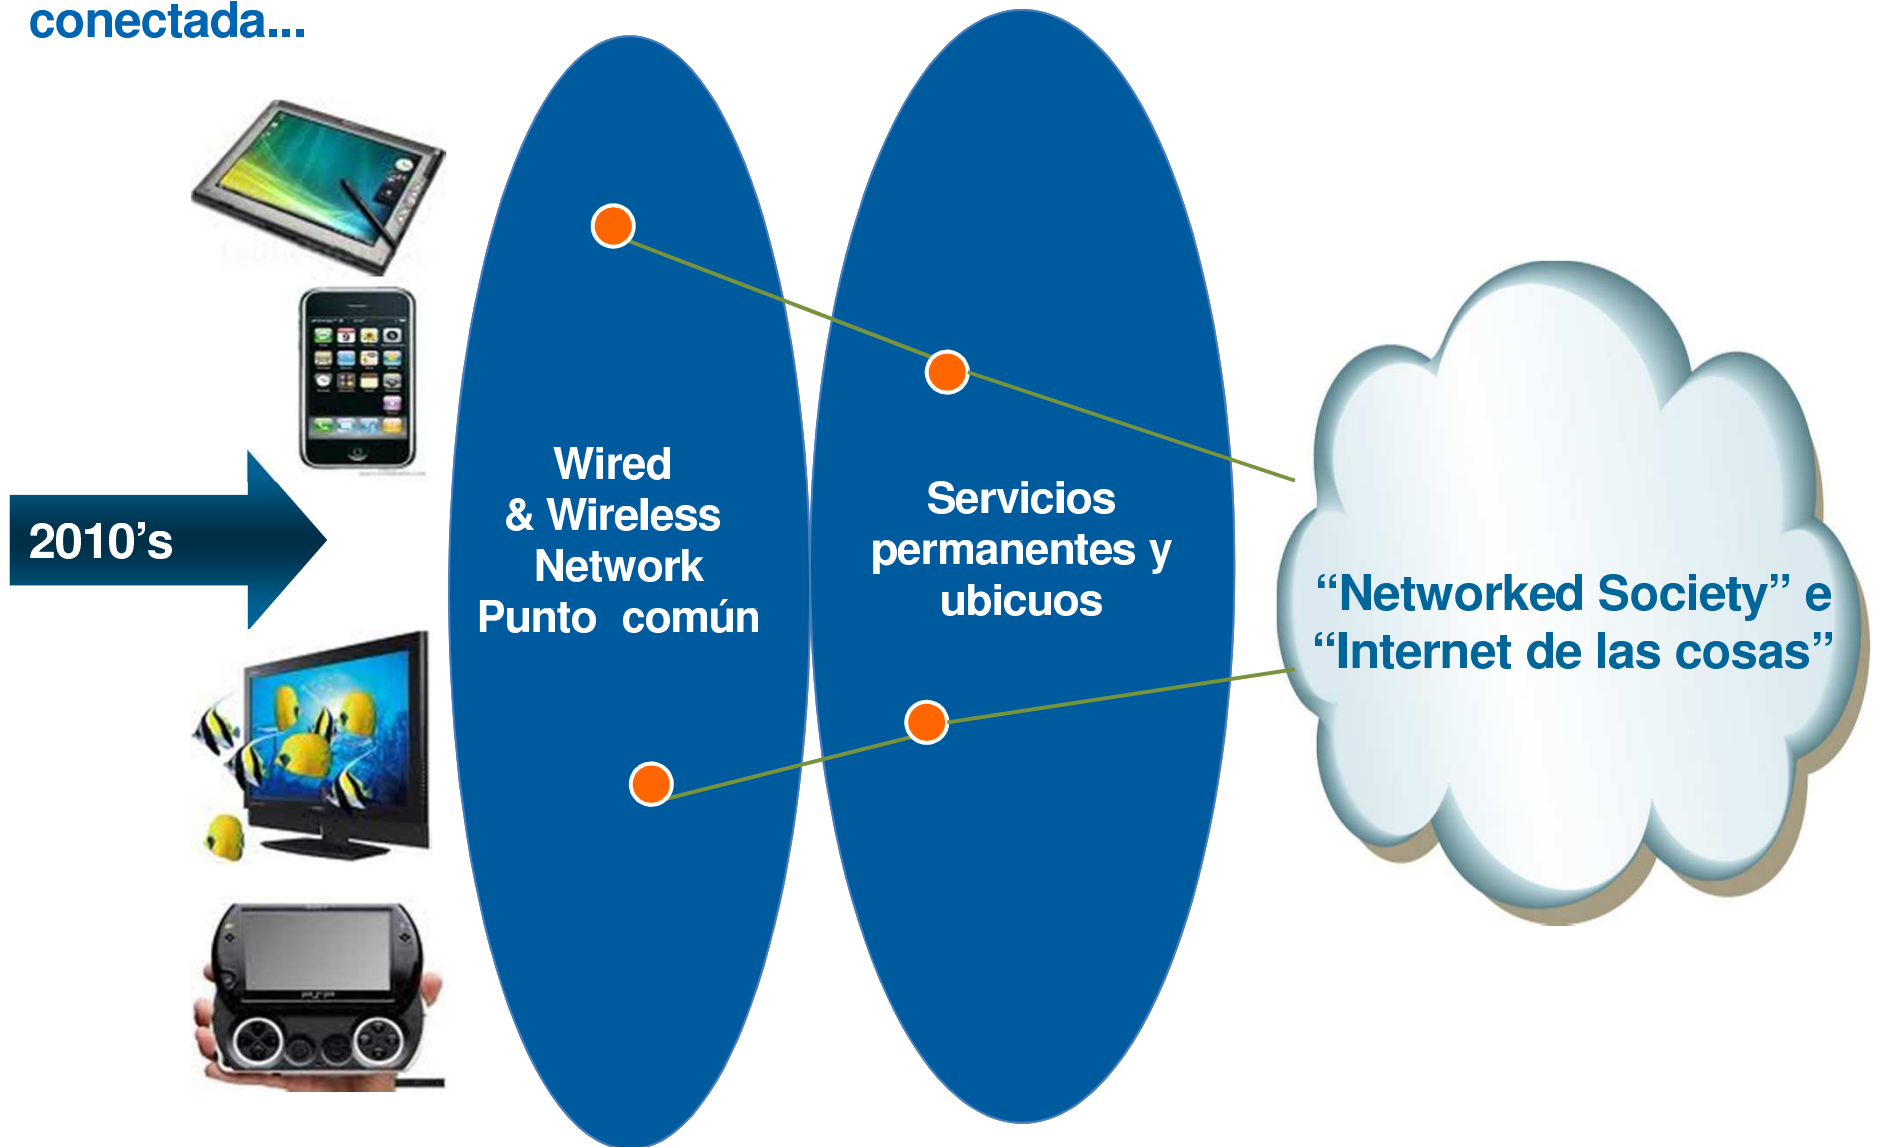 conectada...
2010’s
Wired
& Wireless
Network
Punto común
Servicios
permanentes y
ubicuos
“Networked Society” e
“Internet de las cosas”